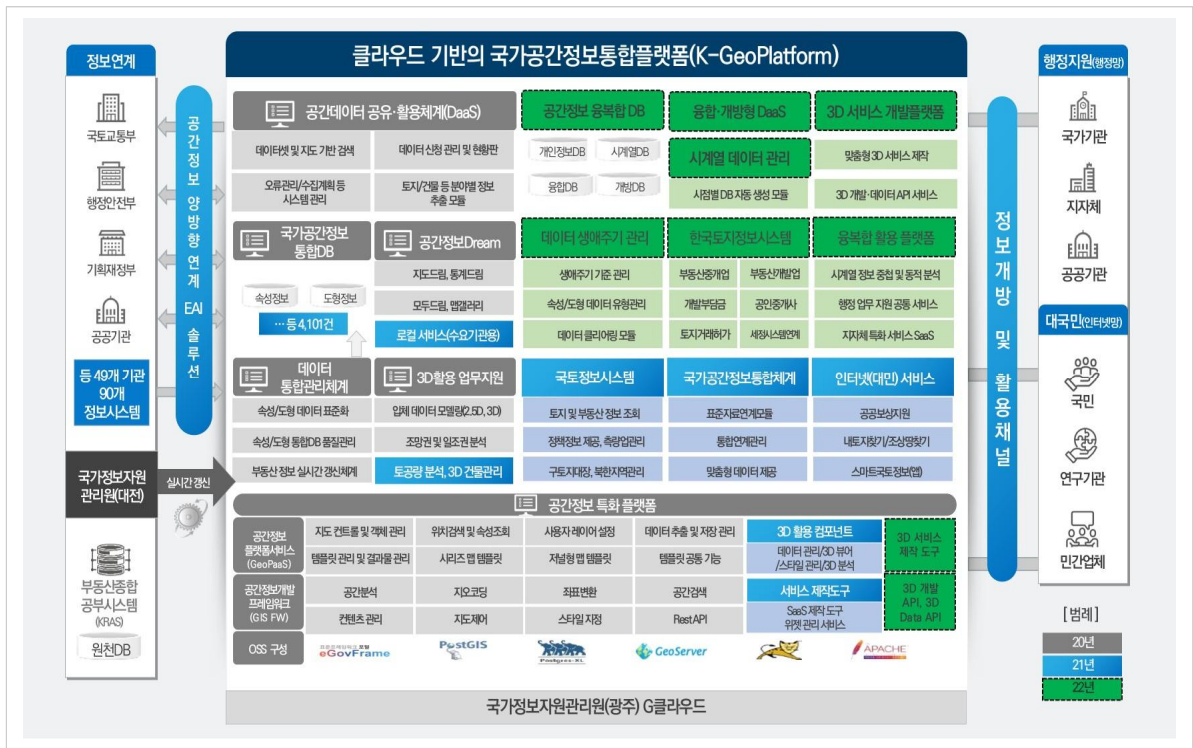 클라우드 기반의 국가공간정보통합플랫폼(K-GeoPlatform)
정보연계
국토교통부
행정안전부
기획재정부
공공기관
등 49개 기관
90개
정보시스템
국가정보자원
관리원(대전)
부동산종합
공부시스템
(KRAS)
원천DB
공간정보 양방향 연계 EAI 솔루션
실시간 갱신
공간데이터 공유·활용체계(DaaS)
데이터셋 및 지도 기반 검색
데이터 신청 관리 및 현황판
오류관리/수집계획 등
시스템 관리
토지/건물 등 분야별 정보
추출 모듈
공간정보 융복합 DB
개인정보DB
시계열DB
융합DB
개방DB
융합·개방형 DaaS
시계열 데이터 관리
시점별 DB 자동 생성 모듈
3D 서비스 개발플랫폼
맞춤형 3D 서비스 제작
3D 개발·데이터 API 서비스
국가공간정보
통합DB
속성정보
도형정보
…등 4,101건
공간정보Dream
지도드림, 통계드림
모두드림, 맵갤러리
로컬 서비스(수요기관용)
데이터 생애주기 관리
생애주기 기준 관리
속성/도형 데이터 유형관리
데이터 클리어링 모듈
한국토지정보시스템
부동산중개업
부동산개발업
개발부담금
공인중개사
토지거래허가
세정시스템연계
융복합 활용 플랫폼
시계열 정보 중첩 및 동적 분석
행정 업무 지원 공통 서비스
지자체 특화 서비스 SaaS
데이터
통합관리체계
속성/도형 데이터 표준화
속성/도형 통합DB 품질관리
부동산 정보 실시간 갱신체계
3D활용 업무지원
입체 데이터 모델링(2.5D, 3D)
조망권 및 일조권 분석
토공량 분석, 3D 건물관리
국토정보시스템
토지 및 부동산 정보 조회
정책정보 제공, 측량업관리
구토지대장, 북한지역관리
국가공간정보통합체계
표준자료연계모듈
통합연계관리
맞춤형 데이터 제공
인터넷(대민) 서비스
공공보상지원
내토지찾기/조상땅찾기
스마트국토정보(앱)
공간정보 특화 플랫폼
공간정보
플랫폼서비스
(GeoPaaS)
지도 컨트롤 및 객체 관리
위치검색 및 속성조회
사용자 레이어 설정
데이터 추출 및 저장 관리
템플릿 관리 및 결과물 관리
시리즈 맵 템플릿
저널형 맵 템플릿
템플릿 공통 기능
3D 활용 컴포넌트
데이터 관리/3D 뷰어
/스타일 관리/3D 분석
3D 서비스
제작 도구
공간정보개발
프레임워크
(GIS FW)
공간분석
지오코딩
좌표변환
공간검색
컨텐츠 관리
지도제어
스타일 지정
Rest API
서비스 제작도구
SaaS 제작 도구
위젯 관리 서비스
3D 개발
API, 3D
Data API
OSS 구성
표준프레임워크 포털
eGovFrame
PostGIS
Postgres-XL
GeoServer
APACHE
국가정보자원관리원(광주) G클라우드
정보개방 및 활용채널
행정지원(행정망)
국가기관
지자체
공공기관
대국민(인터넷망)
국민
연구기관
민간업체
[ 범례 ]
20년
21년
22년